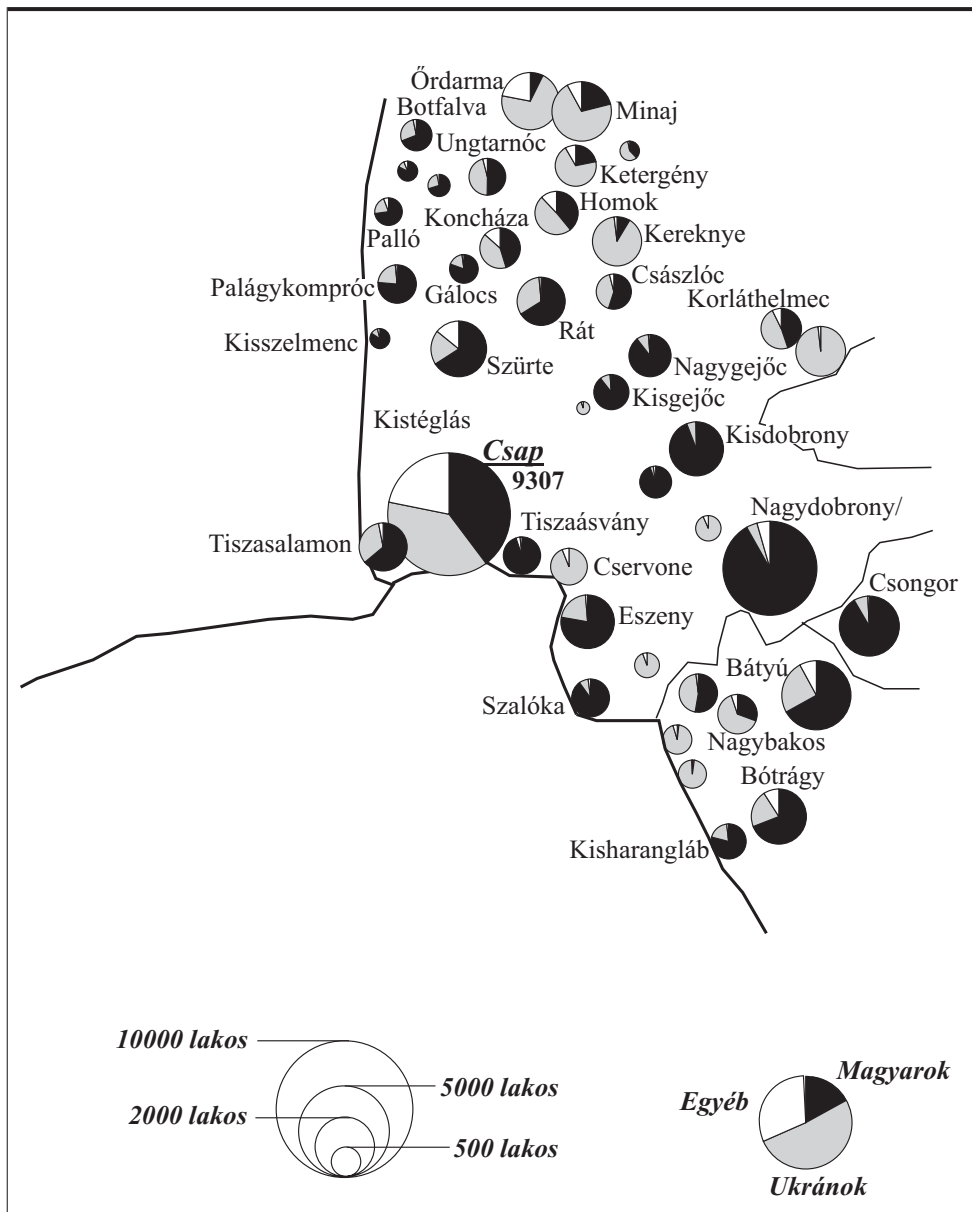 Őrdarma
Minaj
Botfalva
Ungtarnóc
Ketergény
Homok
Koncháza
Palló
Kereknye
Palágykompróc
Gálocs
Császlóc
Korláthelmec
Rát
Kisszelmenc
Szürte
Nagygejőc
Kisgejőc
Kistéglás
Kisdobrony
Csap
9307
Nagydobrony/
Tiszaásvány
Tiszasalamon
Cservone
Csongor
Eszeny
Bátyú
Szalóka
Nagybakos
Bótrágy
Kisharangláb
10000 lakos
5000 lakos
2000 lakos
500 lakos
Magyarok
Egyéb
Ukránok